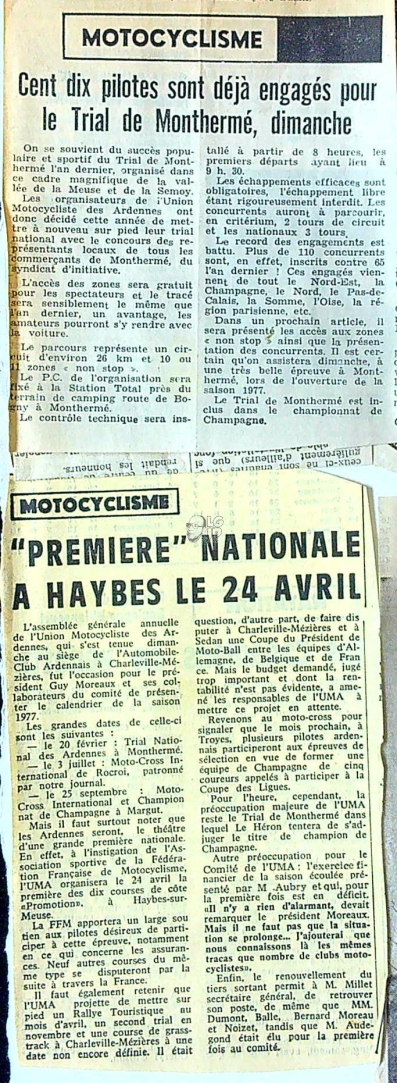 MOTOCYCLISME
Cent dix pilotes sont déjà engagés pour
le Trial de Monthermé, dimanche
On se souvient du succès popu-
laire et sportif du Trial de Mont-
hermé l'an dernier, organisé dans
ce cadre magnifique de la val-
lée de la Meuse et de la Semoy.
Les organisateurs de l'Union
Motocycliste des Ardennes ont
donc décidé cette année de met-
tre à nouveau sur pied leur trial
national avec le concours des re-
présentants locaux de tous les
commerçants de Monthermé, du
syndicat d'initiative.
L'accès des zones sera gratuit
pour les spectateurs et le tracé
sera sensiblement le même que
l'an dernier, un avantage, les
amateurs pourront s'y rendre avec
la voiture.
Le parcours représente un cir-
cuit d'environ 26 km et 10 ou
11 zones « non stop ».
Le P.C. de l'organisation sera
fixé à la Station Total près du
terrain de camping route de Bo-
gny à Monthermé.
Le contrôle technique sera ins-
tallé à partir de 8 heures, les
premiers départs ayant lieu à
9 h. 30.
Les échappements efficaces sont
obligatoires, l'échappement libre
étant rigoureusement interdit. Les
concurrents auront à parcourir,
en critérium, 2 tours de circuit
et les nationaux 3 tours.
Le record des engagements est
battu. Plus de 110 concurrents
sont, en effet, inscrits contre 65
l'an dernier ! Ces engagés vien-
nent de tout le Nord-Est, la
Champagne, le Nord, le Pas-de-
Calais, la Somme, l'Oise, la ré-
gion parisienne, etc.
Dans un prochain article, il
sera présenté les accès aux zones
« non stop » ainsi que la présen-
tation des concurrents. Il est cer-
tain qu'on assistera dimanche, à
une très belle épreuve à Mont-
hermé, lors de l'ouverture de la
saison 1977.
Le Trial de Monthermé est in-
clus dans le championnat de
Champagne.
rendait les honneurs.
gulièrement d'ailleurs que si
ceux-ci ne sont
MOTOCYCLISME
"PREMIERE" NATIONALE
A HAYBES LE 24 AVRIL
L'assemblée générale annuelle
de l'Union Motocycliste des Ar-
dennes, qui s'est tenue diman-
che au siège de l'Automobile-
Club Ardennais à Charleville-Mé-
zières, fut l'occasion pour le pré-
sident Guy Moreaux et ses col-
laborateurs du comité de présen-
ter le calendrier de la saison
1977.
Les grandes dates de celle-ci
sont les suivantes :
— le 20 février : Trial Natio-
nal des Ardennes à Monthermé.
— le 3 juillet : Moto-Cross In-
ternational de Rocroi, patronné
par notre journal.
— le 25 septembre : Moto-
Cross International et Champion
nat de Champagne à Margut.
Mais il faut surtout noter que
les Ardennes seront, le théâtre
d'une grande première nationale.
En effet, à l'instigation de l'As-
sociation sportive de la Fédéra-
tion Française de Motocyclisme,
l'UMA organisera le 24 avril la
première des dix courses de côte
«Promotion», à Haybes-sur-
Meuse.
La FFM apportera un large sou
tien aux pilotes désireux de parti-
ciper à cette épreuve, notamment
en ce qui concerne les assuran-
ces. Neuf autres courses du mê-
me type se disputeront par la
suite à travers la France.
Il faut également retenir que
l'UMA projette de mettre sur
pied un Rallye Touristique au
mois d'avril, un second trial en
novembre et une course de grass-
track à Charleville-Mézières à une
date non encore définie. Il était
question, d'autre part, de faire dis
puter à Charleville-Mézières et à
Sedan une Coupe du Président de
Moto-Ball entre les équipes d'Al-
lemagne, de Belgique et de Fran
ce. Mais le budget demandé, jugé
trop important et dont la ren-
tabilité n'est pas évidente, a ame-
né les responsables de l'UMA à
mettre ce projet en attente.
Revenons au moto-cross pour
signaler que le mois prochain, à
Troyes, plusieurs pilotes arden-
nais participeront aux épreuves de
sélection en vue de former une
équipe de Champagne de cinq
coureurs appelés à participer à la
Coupe des Ligues.
Pour l'heure, cependant, la
préoccupation majeure de l'UMA
reste le Trial de Monthermé dans
lequel Le Héron tentera de s'ad-
juger le titre de champion de
Champagne.
Autre préoccupation pour le
Comité de l'UMA : l'exercice fi-
nancier de la saison écoulée pré-
senté par M .Aubry et qui, pour
la première fois est en déficit.
«Il n'y a rien d'alarmant, devait
remarquer le président Moreaux.
Mais il ne faut pas que la situa-
tion se prolonge... J'ajouterai que
nous connaissons là les mêmes
tracas que nombre de clubs moto-
cyclistes».
Enfin, le renouvellement du
tiers sortant permit à M. Millet
secrétaire général, de retrouver
son poste, de même que MM.
Dumont, Balle, Bernard Moreau
et Noizet, tandis que M. Aude-
gond était élu pour la première
fois au comité.